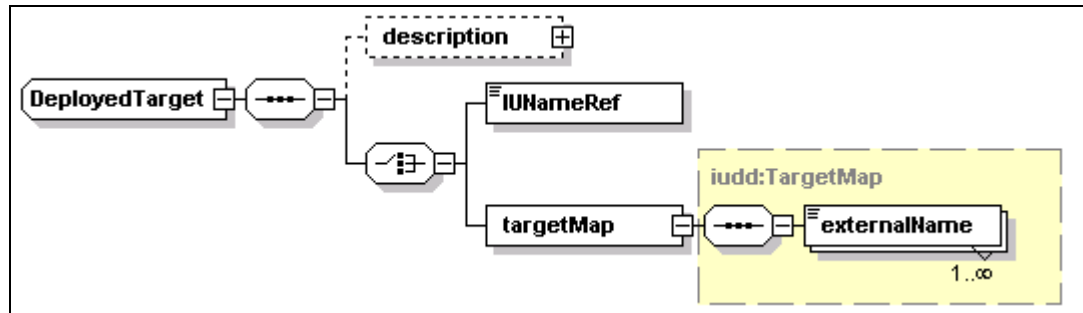 description
DeployedTarget
IUNameRef
iudd:TargetMap
targetMap
externalName
1..∞